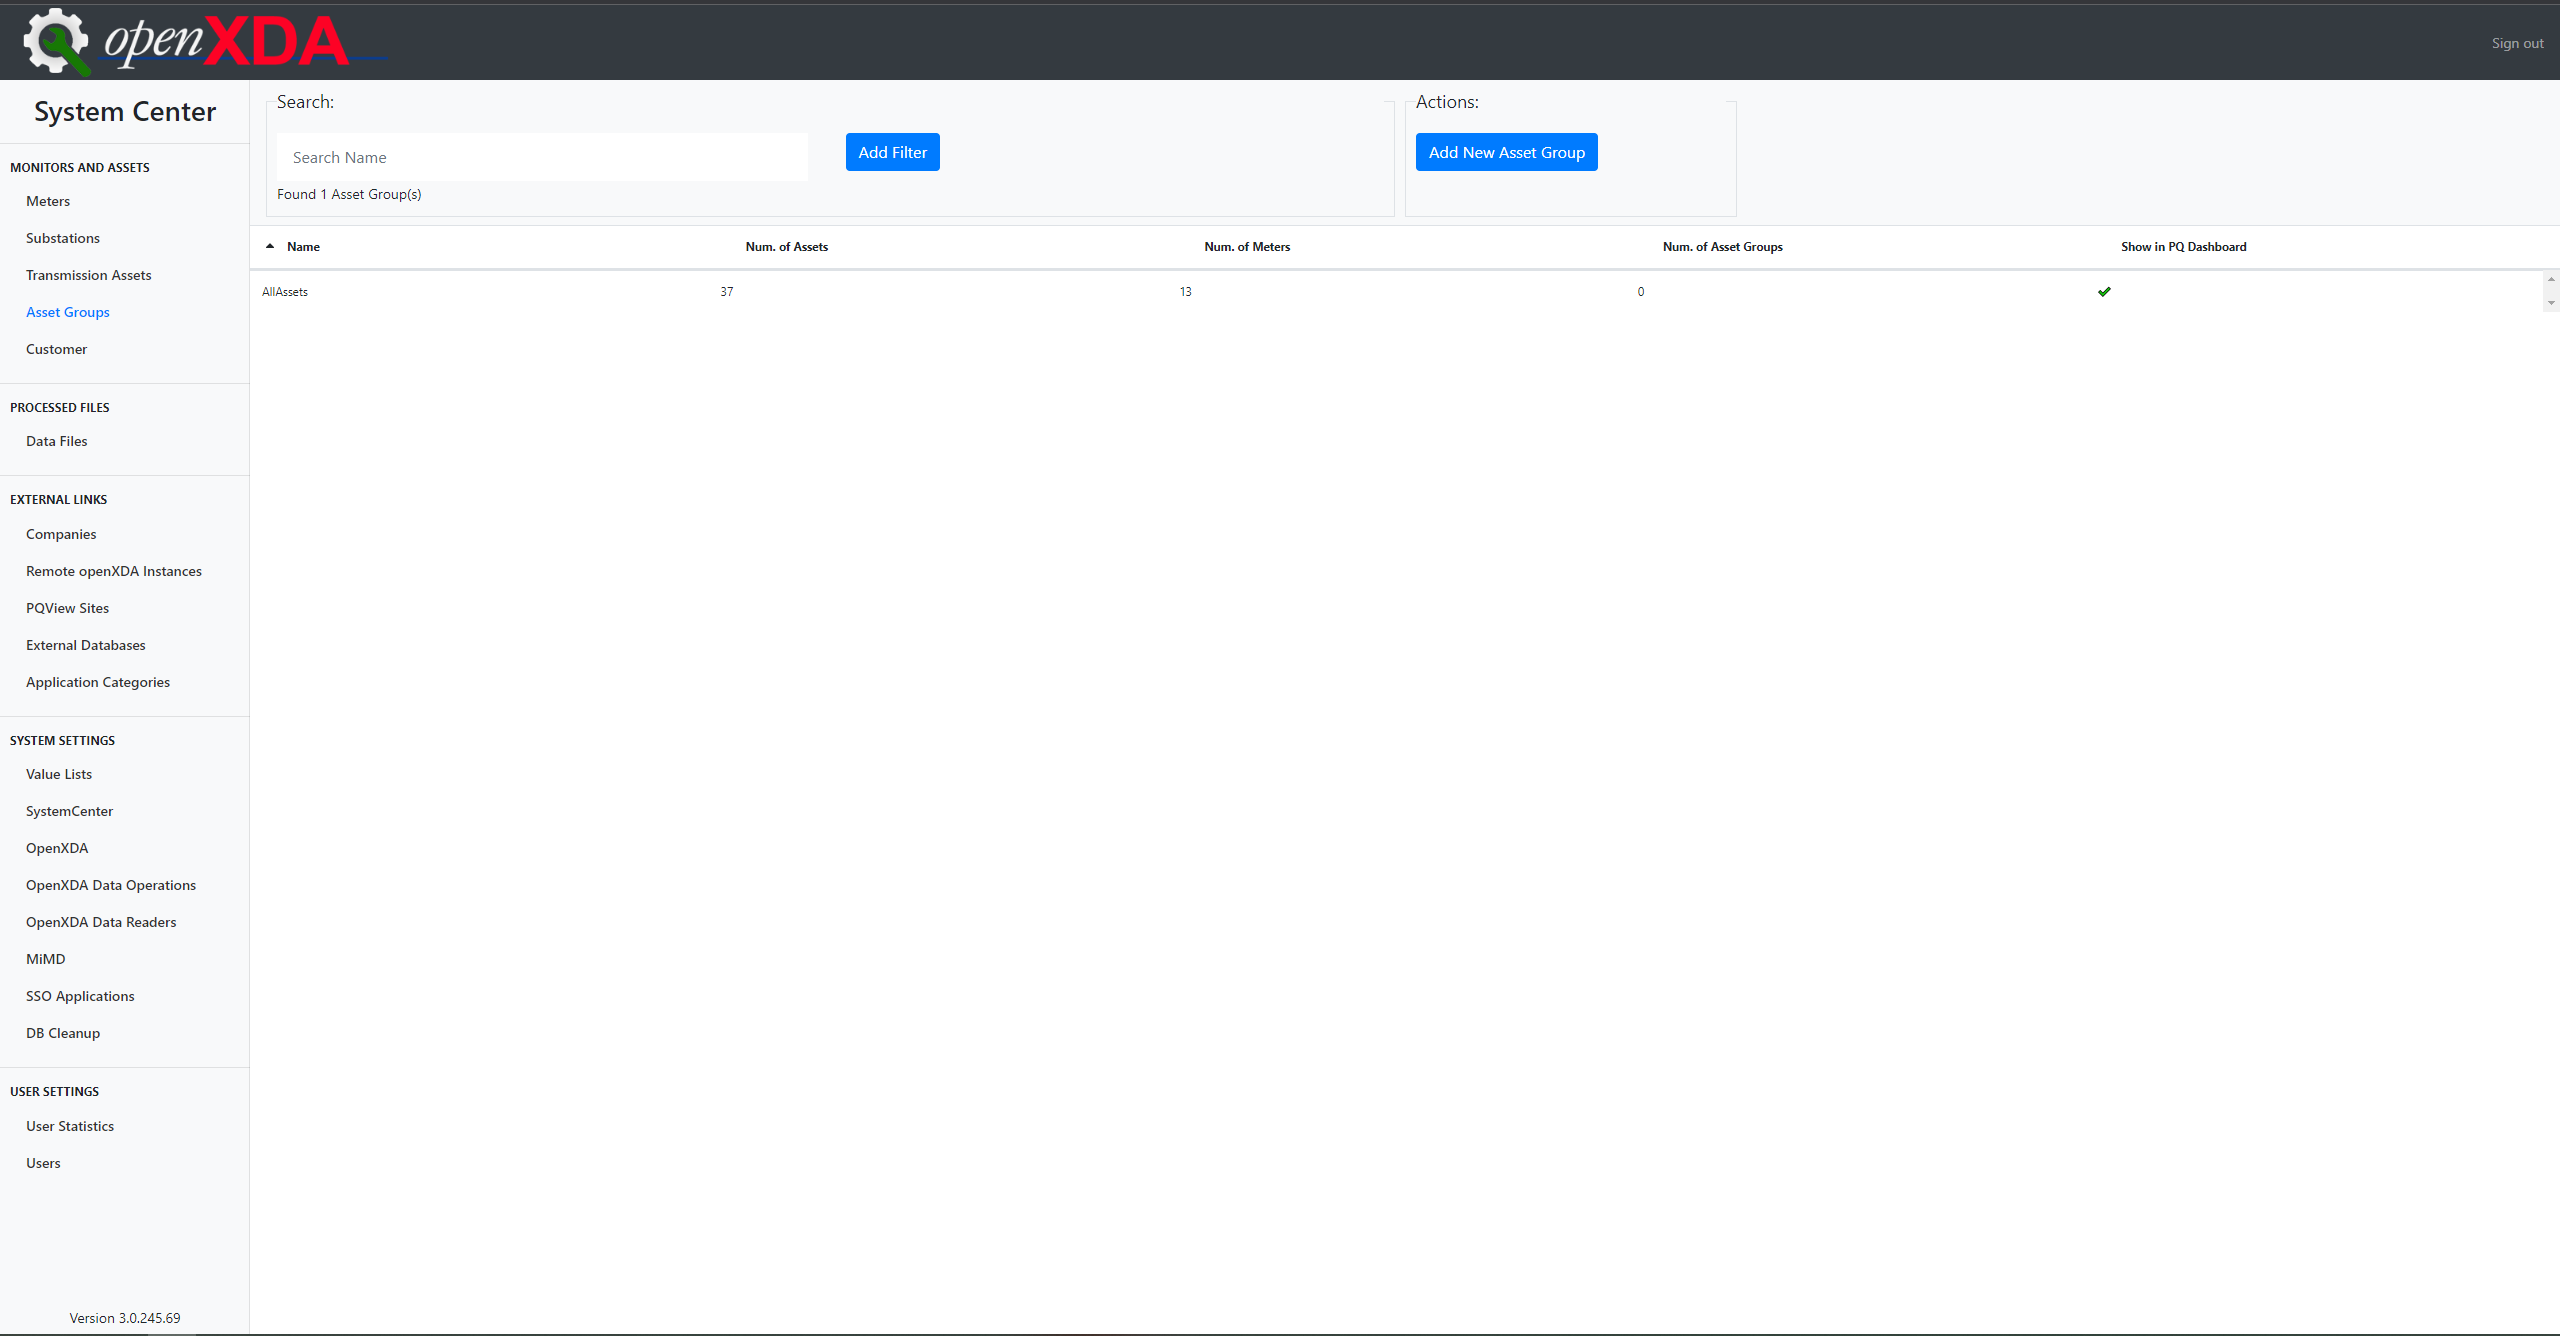 openXDA
Sign out
System Center
MONITORS AND ASSETS
Meters
Substations
Transmission Assets
Asset Groups
Customer
PROCESSED FILES
Data Files
EXTERNAL LINKS
Companies
Remote openXDA Instances
PQView Sites
External Databases
Application Categories
SYSTEM SETTINGS
Value Lists
SystemCenter
OpenXDA
OpenXDA Data Operations
OpenXDA Data Readers
MiMD
SSO Applications
DB Cleanup
USER SETTINGS
User Statistics
Users
Version 3.0.245.69
Search:
Search Name
Add Filter
Found 1 Asset Group(s)
Actions:
Add New Asset Group
Name Num. of Assets Num. of Meters Num. of Asset Groups Show in PQ Dashboard
AllAssets 37 13 0